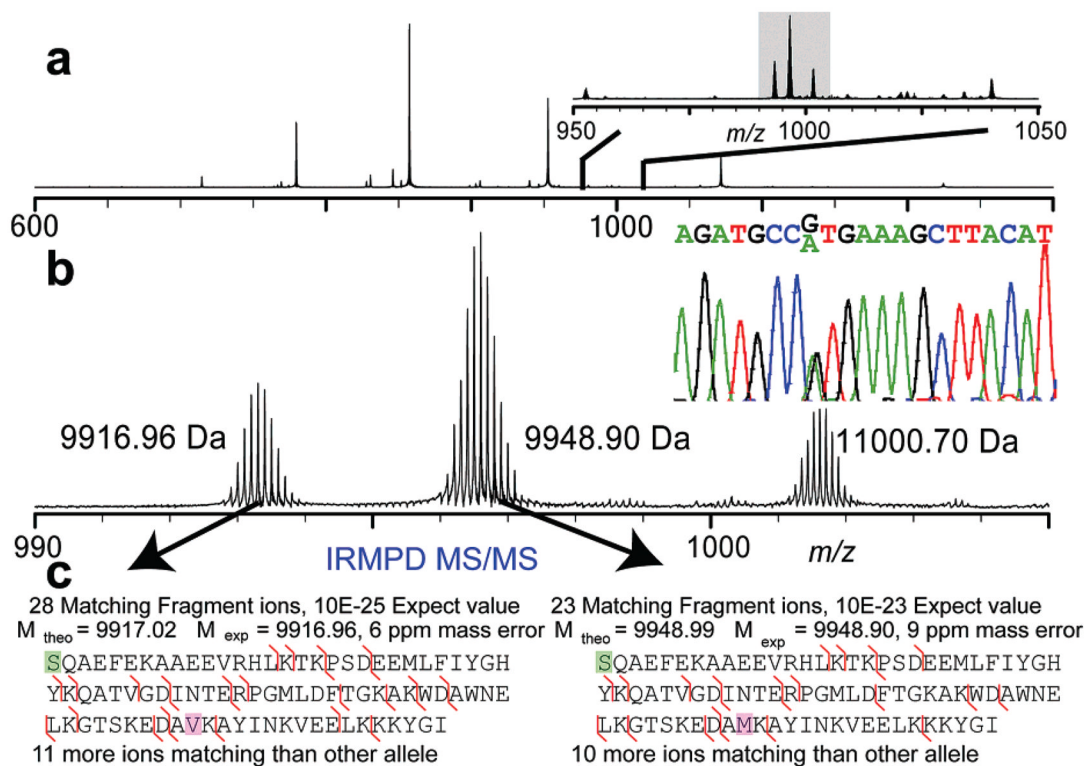 a
950 1000 1050
m/z
600 1000
AGATGCCGTGAAAGCTTACAT
A
b
9916.96 Da 9948.90 Da 11000.70 Da
990 1000 m/z
IRMPD MS/MS
c
28 Matching Fragment ions, 10E-25 Expect value
M theo = 9917.02 M exp = 9916.96, 6 ppm mass error
SQAEFEKAAEEVRHLKTKPSDEEMLFIYGH
YKQATVGDINTERPGMLDFTGKAKWDAWNE
LKGTSKEDAVKAYINKVEELKKKYGI
11 more ions matching than other allele
23 Matching Fragment ions, 10E-23 Expect value
M theo = 9948.99 M exp = 9948.90, 9 ppm mass error
SQAEFEKAAEEVRHLKTKPSDEEMLFIYGH
YKQATVGDINTERPGMLDFTGKAKWDAWNE
LKGTSKEDAMKAYINKVEELKKKYGI
10 more ions matching than other allele